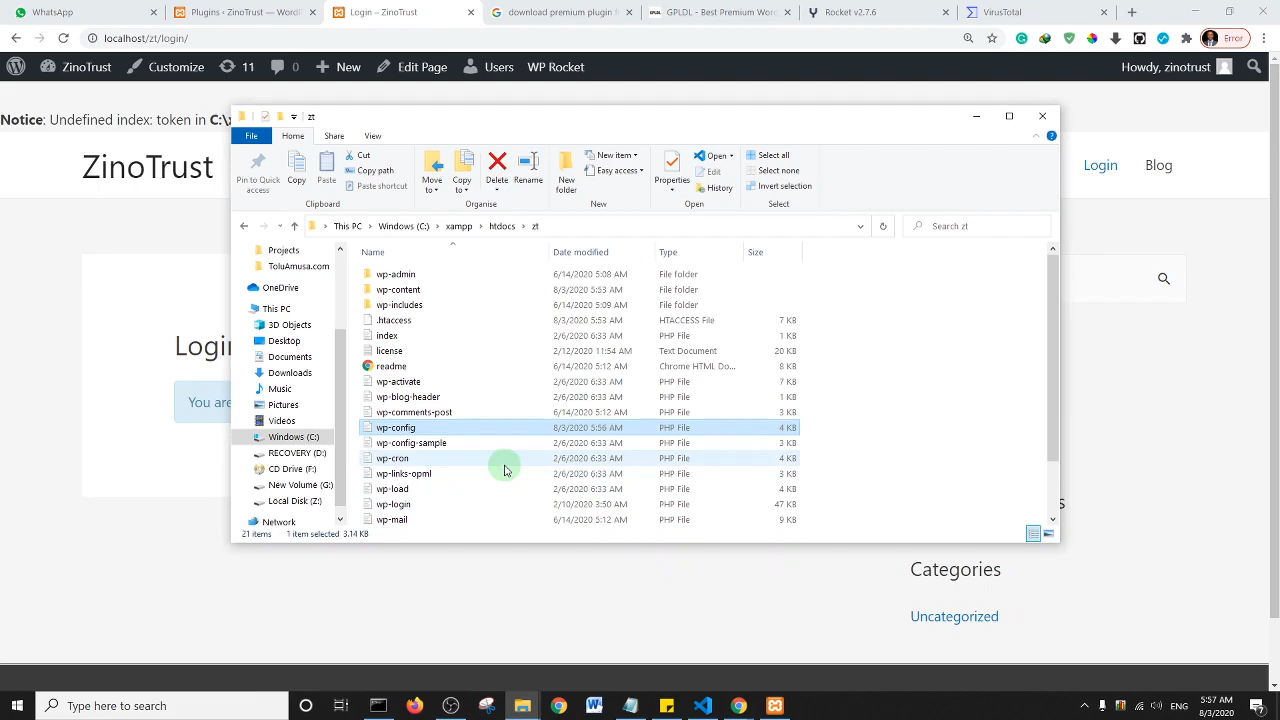 WhatsApp
Plugins ‹ ZinoTrust — WordPr
Login – ZinoTrust
download premium plugin f
GPLDL - Best Premium Wor
Rocket v2.7.6
VirusTotal
localhost/zt/login/
Error
ZinoTrust
Customize
11
0
New
Edit Page
Users
WP Rocket
Howdy, zinotrust
Notice: Undefined index: token in C:\x
ZinoTrust
Login
Blog
Login
You are
Categories
Uncategorized
zt
File
Home
Share
View
Pin to Quick access
Copy
Paste
Cut
Copy path
Paste shortcut
Clipboard
Move to
Copy to
Delete
Rename
Organise
New folder
New item
Easy access
New
Properties
Open
Edit
History
Open
Select all
Select none
Invert selection
Select
This PC › Windows (C:) › xampp › htdocs › zt
Search zt
Projects
ToluAmusa.com
OneDrive
This PC
3D Objects
Desktop
Documents
Downloads
Music
Pictures
Videos
Windows (C:)
RECOVERY (D:)
CD Drive (F:)
New Volume (G:)
Local Disk (Z:)
Network
Name Date modified Type Size
wp-admin 6/14/2020 5:08 AM File folder
wp-content 8/3/2020 5:53 AM File folder
wp-includes 6/14/2020 5:09 AM File folder
.htaccess 8/3/2020 5:53 AM HTACCESS File 7 KB
index 2/6/2020 6:33 AM PHP File 1 KB
license 2/12/2020 11:54 AM Text Document 20 KB
readme 6/14/2020 5:12 AM Chrome HTML Do... 8 KB
wp-activate 2/6/2020 6:33 AM PHP File 7 KB
wp-blog-header 2/6/2020 6:33 AM PHP File 1 KB
wp-comments-post 6/14/2020 5:12 AM PHP File 3 KB
wp-config 8/3/2020 5:56 AM PHP File 4 KB
wp-config-sample 2/6/2020 6:33 AM PHP File 3 KB
wp-cron 2/6/2020 6:33 AM PHP File 4 KB
wp-links-opml 2/6/2020 6:33 AM PHP File 3 KB
wp-load 2/6/2020 6:33 AM PHP File 4 KB
wp-login 2/10/2020 3:50 AM PHP File 47 KB
wp-mail 6/14/2020 5:12 AM PHP File 9 KB
21 items 1 item selected 3.14 KB
Type here to search
5:57 AM
8/3/2020